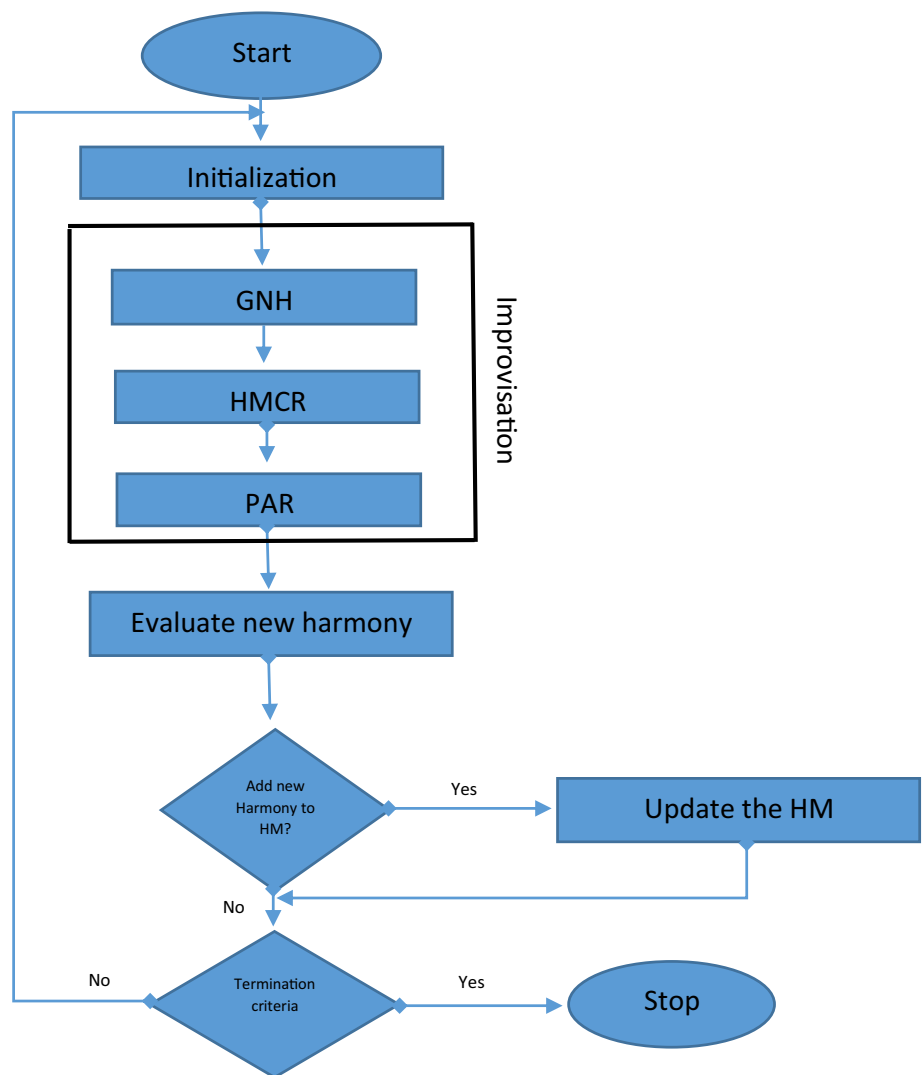 Start
Initialization
GNH
HMCR
PAR
Improvisation
Evaluate new harmony
Add new
Harmony to
HM?
Yes
Update the HM
No
Termination
criteria
No
Yes
Stop